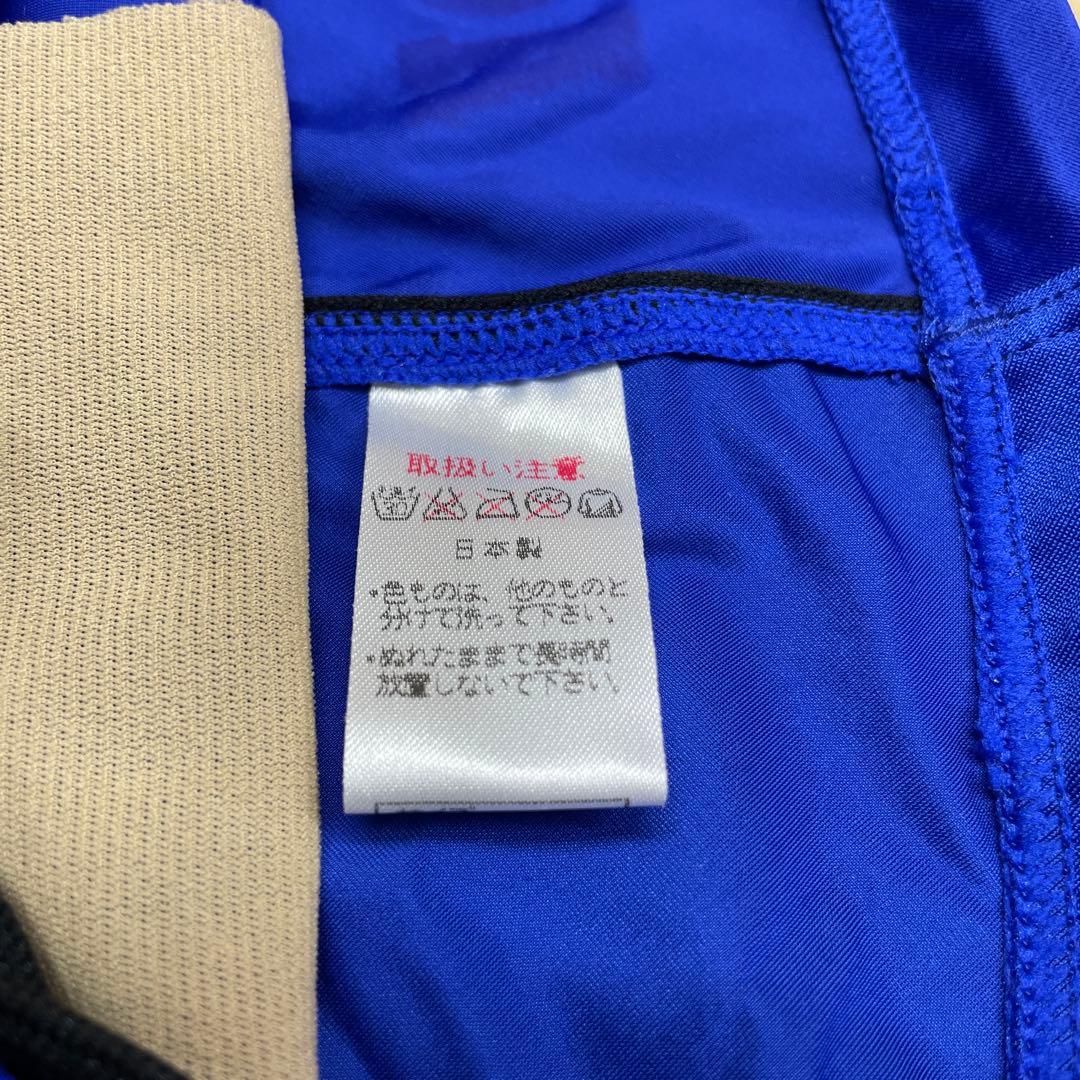 取扱い注意
日本製
・色ものは、他のものと
分けて洗って下さい。
・ぬれたままで長時間
放置しないで下さい。